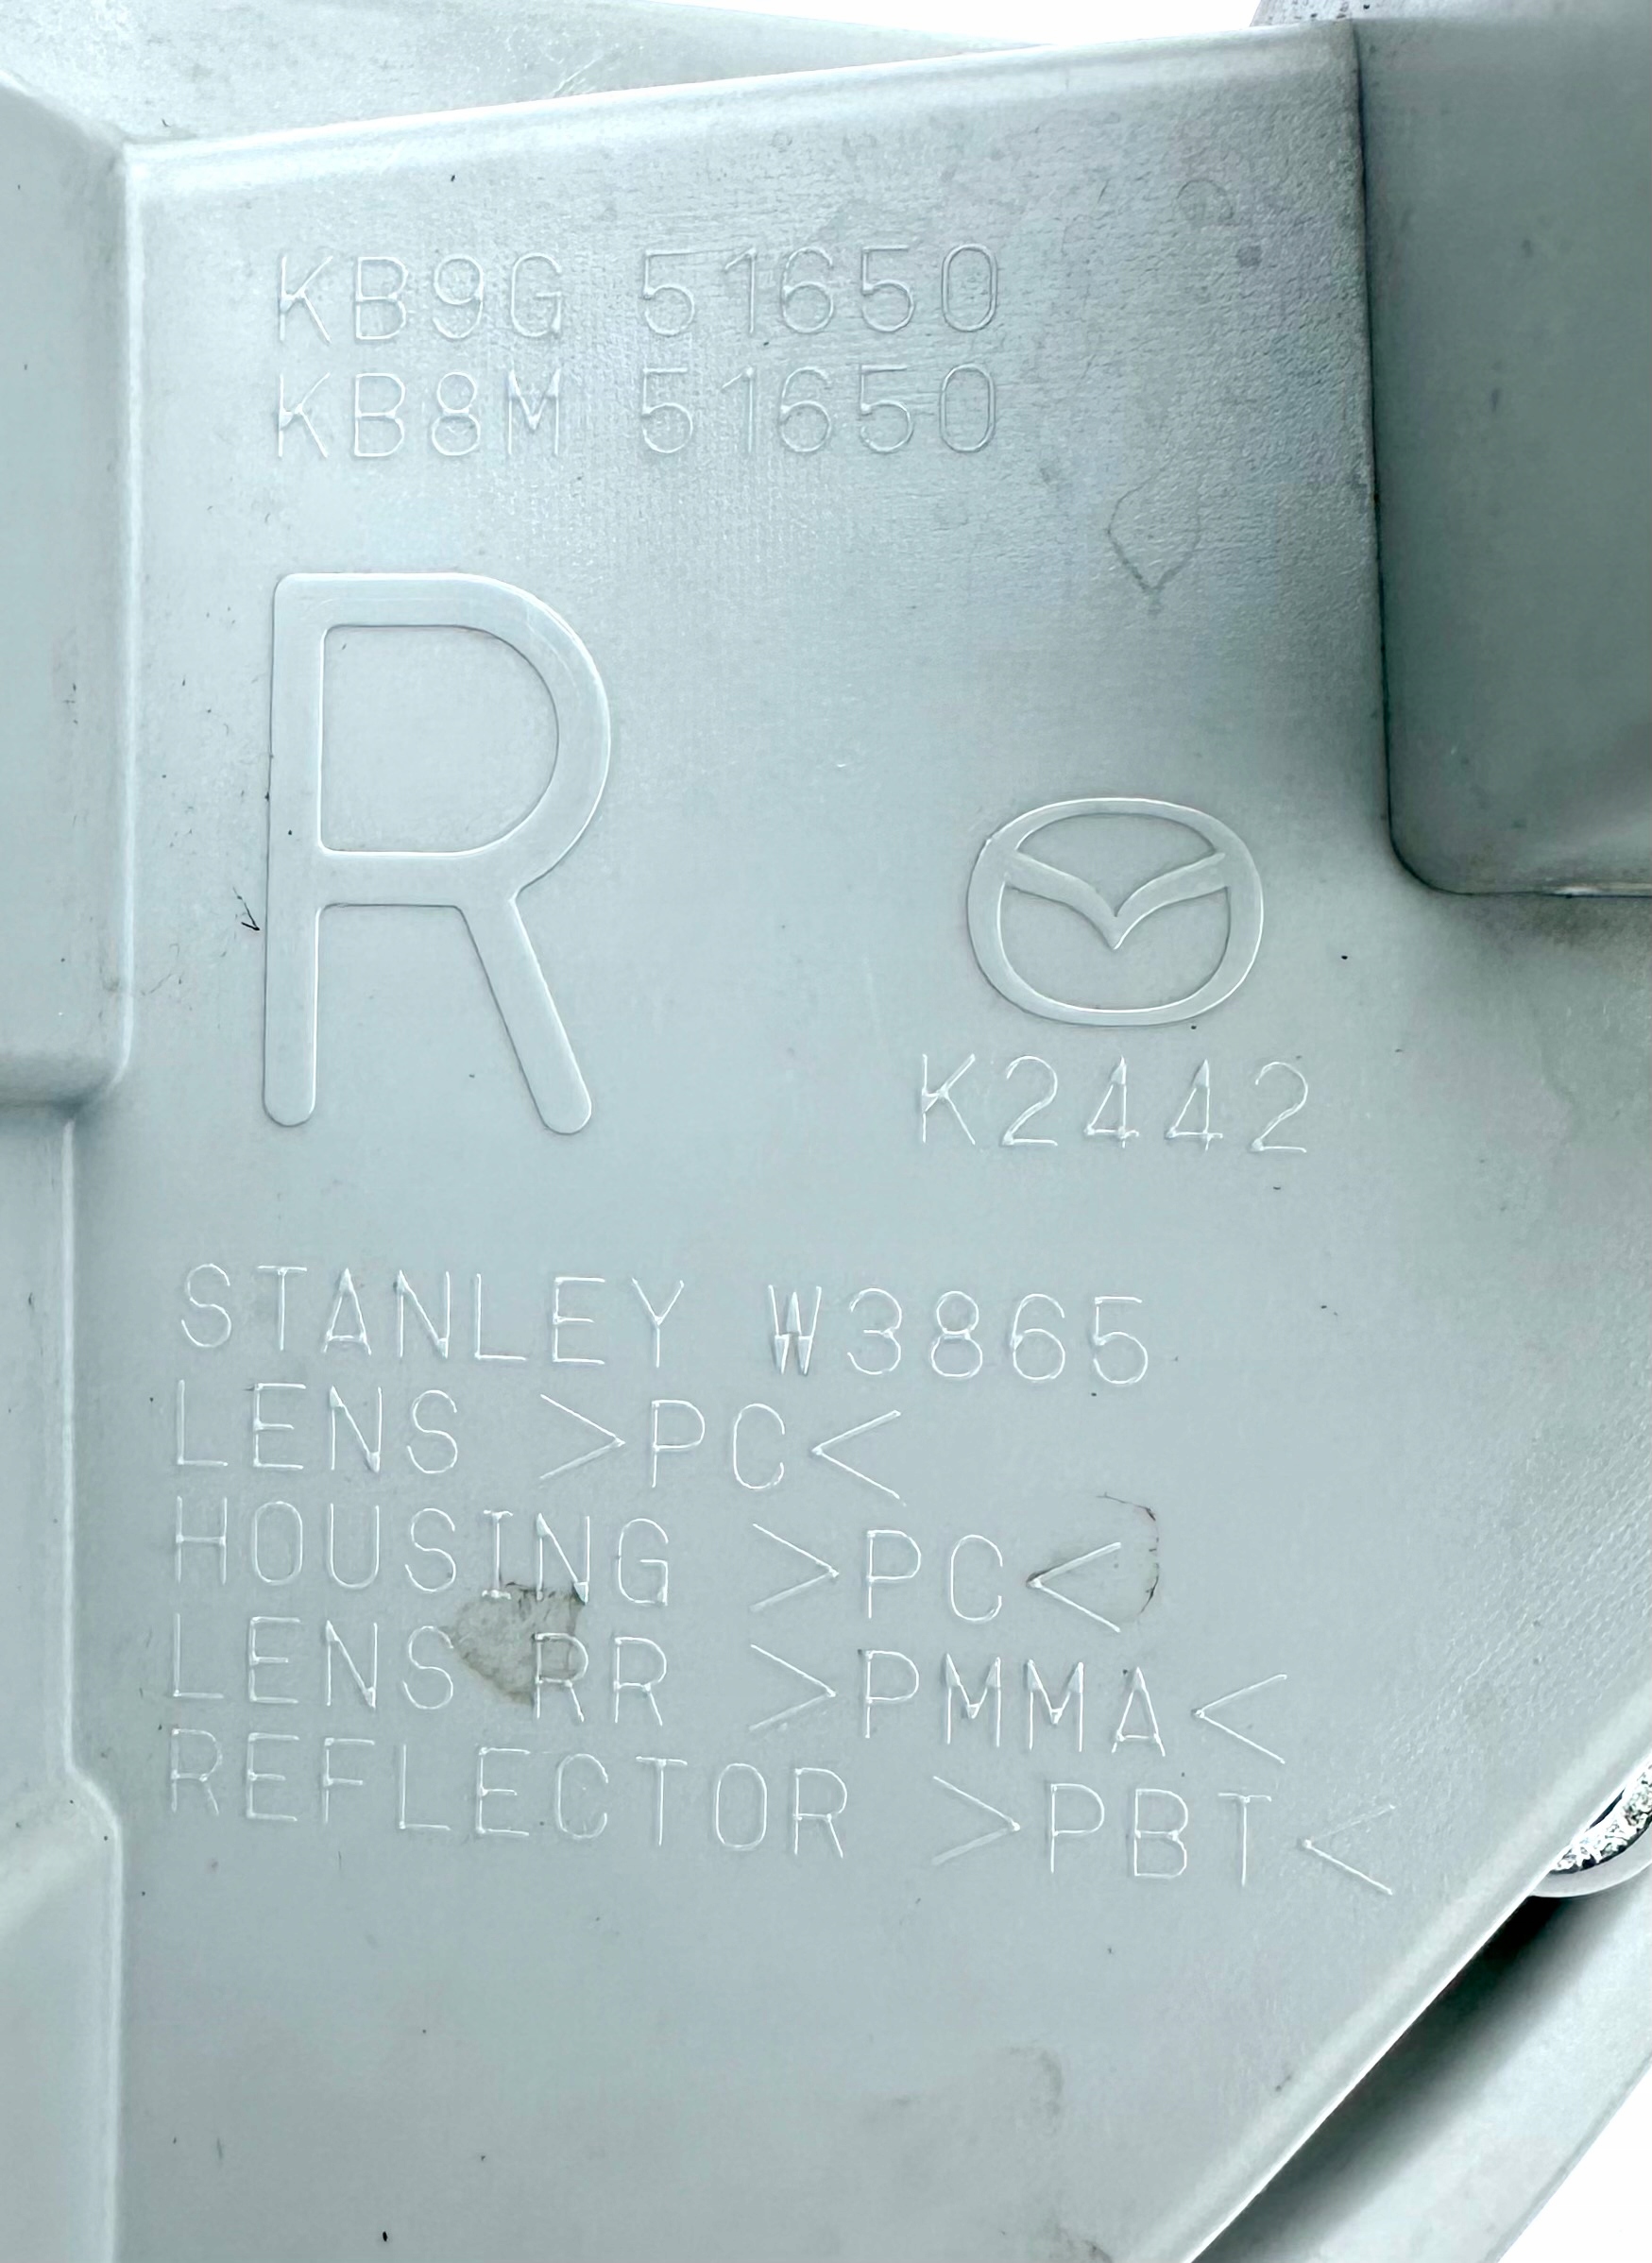 KB9G 51650
KB8M 51650
R
K2442
STANLEY W3865
LENS >PC<
HOUSING >PC<
LENS RR >PMMA<
REFLECTOR >PBT<